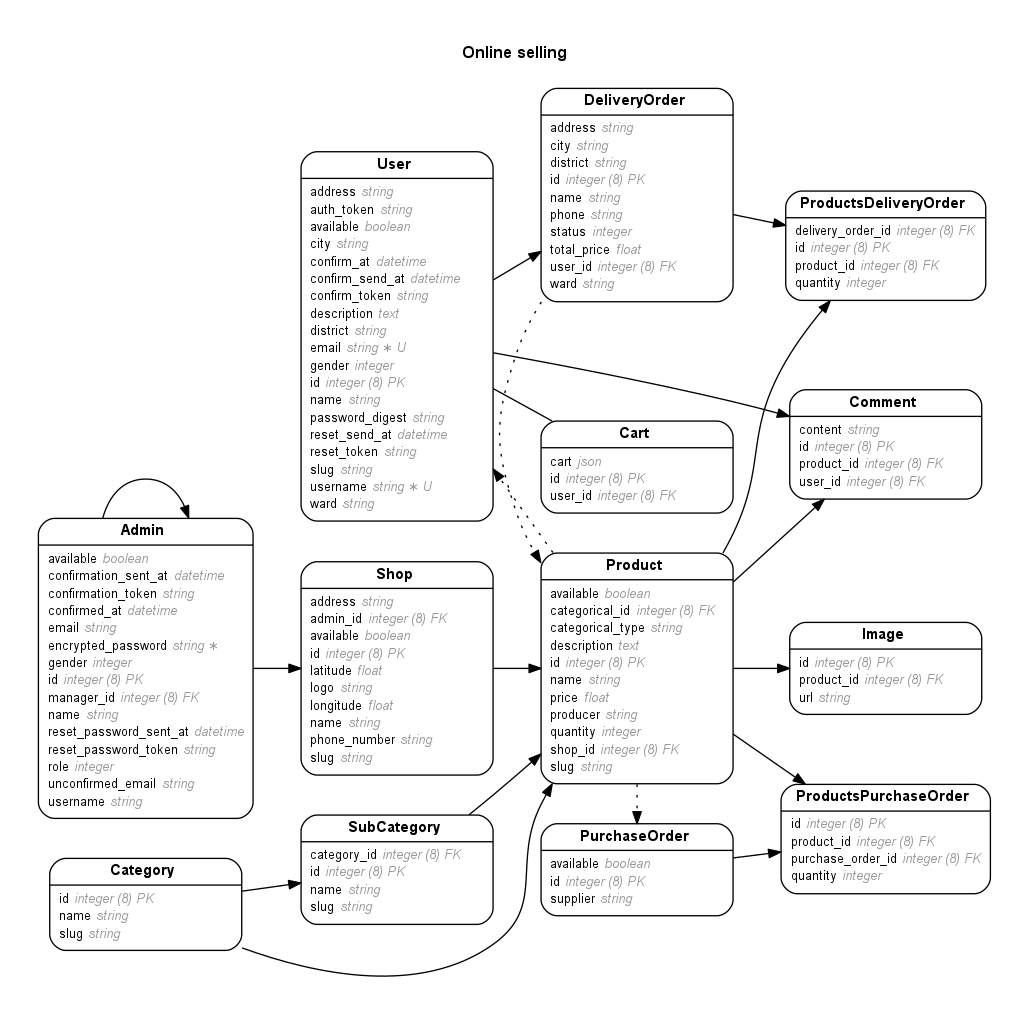 Online selling
DeliveryOrder
address string
city string
district string
id integer (8) PK
name string
phone string
status integer
total_price float
user_id integer (8) FK
ward string
User
address string
auth_token string
available boolean
city string
confirm_at datetime
confirm_send_at datetime
confirm_token string
description text
district string
email string ∗ U
gender integer
id integer (8) PK
name string
password_digest string
reset_send_at datetime
reset_token string
slug string
username string ∗ U
ward string
ProductsDeliveryOrder
delivery_order_id integer (8) FK
id integer (8) PK
product_id integer (8) FK
quantity integer
Comment
content string
id integer (8) PK
product_id integer (8) FK
user_id integer (8) FK
Cart
cart json
id integer (8) PK
user_id integer (8) FK
Admin
available boolean
confirmation_sent_at datetime
confirmation_token string
confirmed_at datetime
email string
encrypted_password string ∗
gender integer
id integer (8) PK
manager_id integer (8) FK
name string
reset_password_sent_at datetime
reset_password_token string
role integer
unconfirmed_email string
username string
Shop
address string
admin_id integer (8) FK
available boolean
id integer (8) PK
latitude float
logo string
longitude float
name string
phone_number string
slug string
Product
available boolean
categorical_id integer (8) FK
categorical_type string
description text
id integer (8) PK
name string
price float
producer string
quantity integer
shop_id integer (8) FK
slug string
Image
id integer (8) PK
product_id integer (8) FK
url string
ProductsPurchaseOrder
id integer (8) PK
product_id integer (8) FK
purchase_order_id integer (8) FK
quantity integer
SubCategory
category_id integer (8) FK
id integer (8) PK
name string
slug string
PurchaseOrder
available boolean
id integer (8) PK
supplier string
Category
id integer (8) PK
name string
slug string